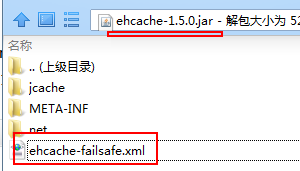 ehcache-1.5.0.jar - 解包大小为 52
名称
.. (上级目录)
jcache
META-INF
net
ehcache-failsafe.xml